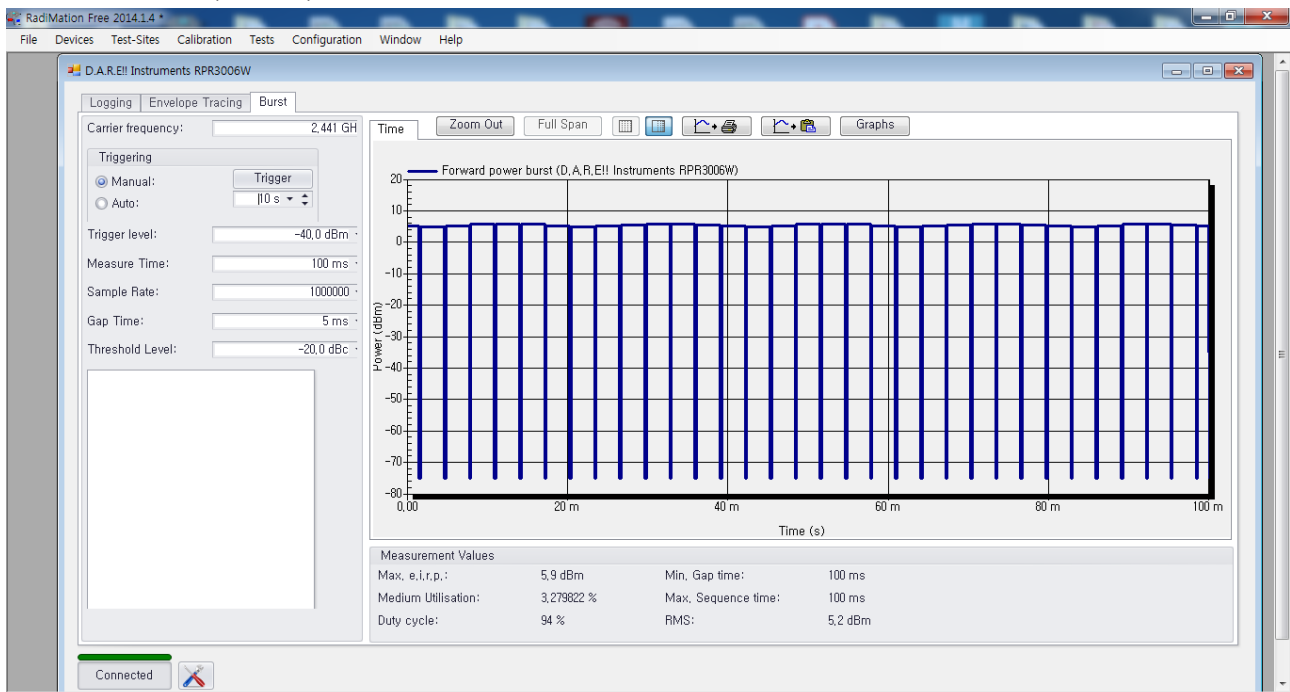 RadiMation Free 2014.1.4 *
File Devices Test-Sites Calibration Tests Configuration Window Help
D.A.R.E!! Instruments RPR3006W
Logging Envelope Tracing Burst
Carrier frequency: 2,441 GH
Triggering
Manual: Trigger
Auto: 10 s
Trigger level: -40,0 dBm
Measure Time: 100 ms
Sample Rate: 1000000
Gap Time: 5 ms
Threshold Level: -20,0 dBc
Time Zoom Out Full Span Graphs
Forward power burst (D,A,R,E!! Instruments RPR3006W)
Power (dBm)
20
10
0
-10
-20
-30
-40
-50
-60
-70
-80
0,00 20 m 40 m 60 m 80 m 100 m
Time (s)
Measurement Values
Max, e,i,r,p,: 5,9 dBm Min, Gap time: 100 ms
Medium Utilisation: 3,279822 % Max, Sequence time: 100 ms
Duty cycle: 94 % RMS: 5,2 dBm
Connected